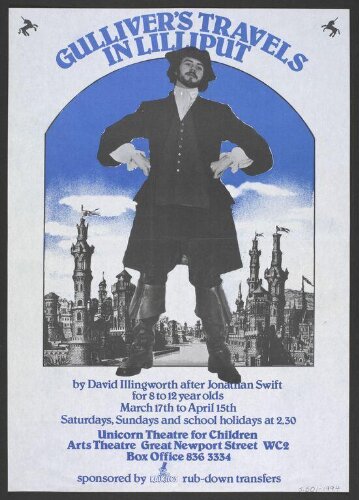 GULLIVER'S TRAVELS
IN LILLIPUT
by David Illingworth after Jonathan Swift
for 8 to 12 year olds
March 17th to April 15th
Saturdays, Sundays and school holidays at 2.30
Unicorn Theatre for Children
Arts Theatre Great Newport Street WC2
Box Office 836 3334
sponsored by rub-down transfers